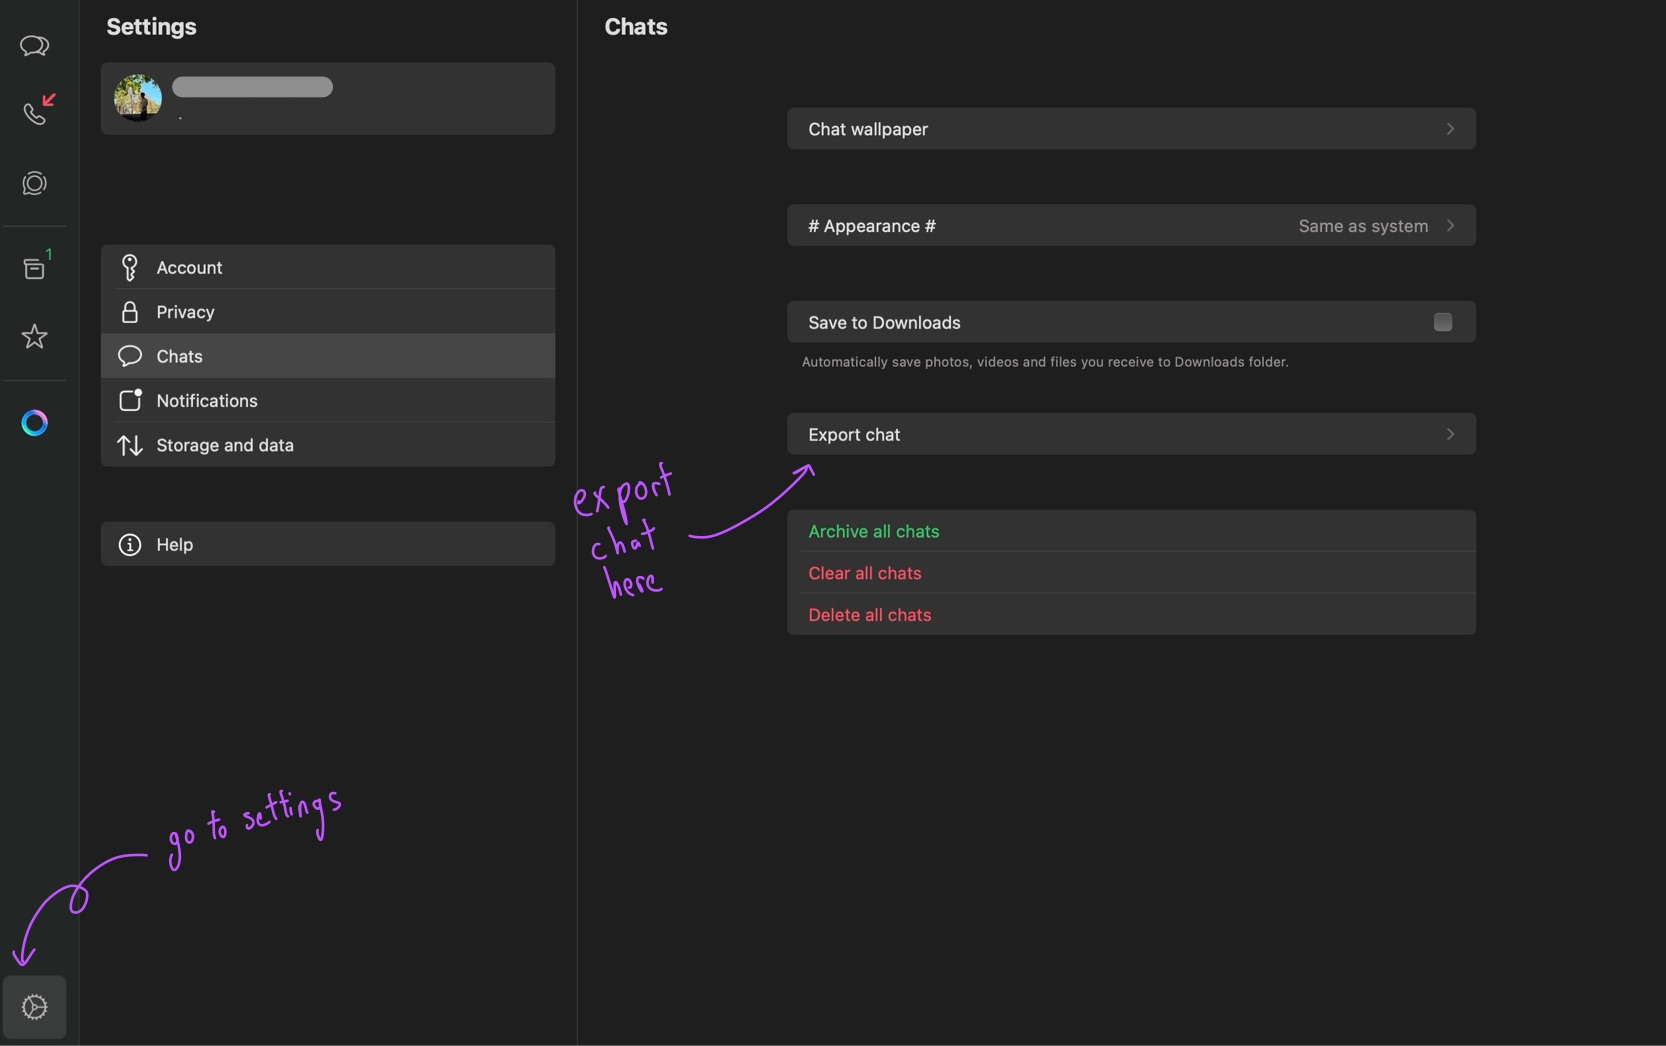 Settings
Chats
.
1
Account
Privacy
Chats
Notifications
Storage and data
Help
Chat wallpaper
# Appearance #
Same as system
Save to Downloads
Automatically save photos, videos and files you receive to Downloads folder.
Export chat
Archive all chats
Clear all chats
Delete all chats
export
chat
here
go to settings